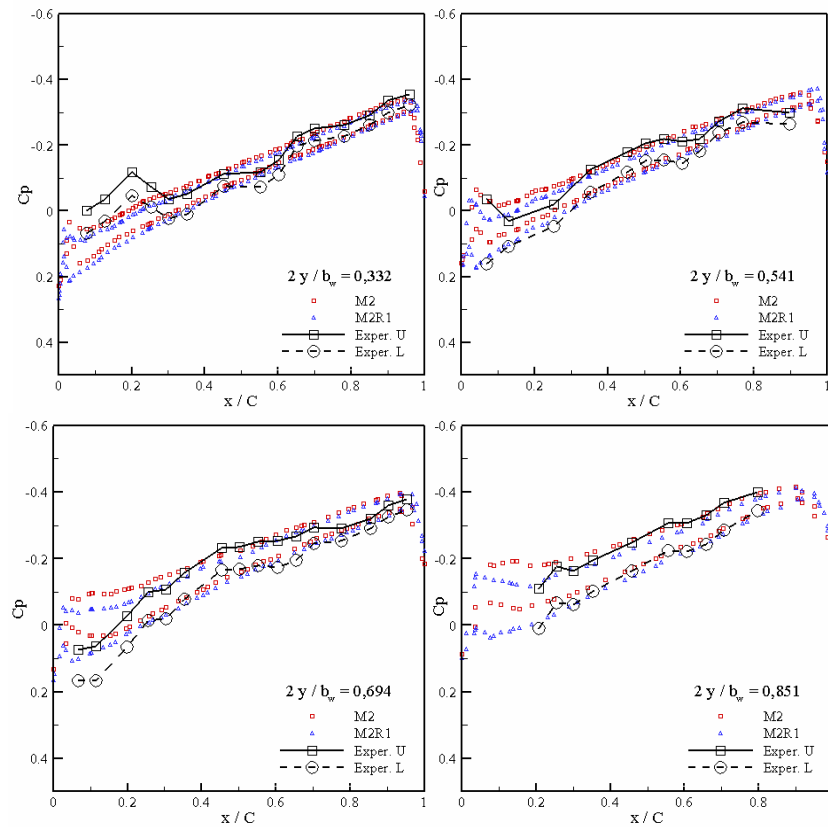 -0.6
-0.4
-0.2
0
0.2
0.4
Cp
2 y / b_w = 0,332
M2
M2R1
Exper. U
Exper. L
0 0.2 0.4 0.6 0.8 1
x / C
-0.6
-0.4
-0.2
0
0.2
0.4
Cp
2 y / b_w = 0,541
M2
M2R1
Exper. U
Exper. L
0 0.2 0.4 0.6 0.8 1
x / C
-0.6
-0.4
-0.2
0
0.2
0.4
Cp
2 y / b_w = 0,694
M2
M2R1
Exper. U
Exper. L
0 0.2 0.4 0.6 0.8 1
x / C
-0.6
-0.4
-0.2
0
0.2
0.4
Cp
2 y / b_w = 0,851
M2
M2R1
Exper. U
Exper. L
0 0.2 0.4 0.6 0.8 1
x / C